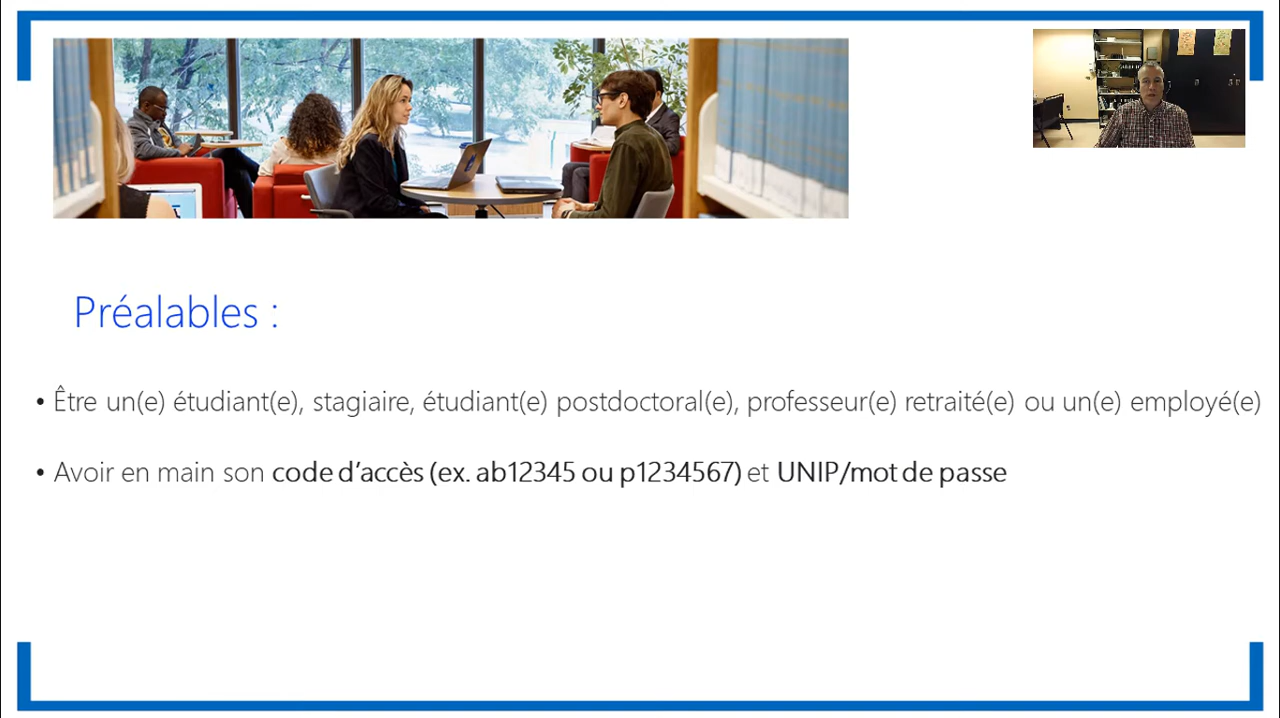 Préalables :
• Être un(e) étudiant(e), stagiaire, étudiant(e) postdoctoral(e), professeur(e) retraité(e) ou un(e) employé(e)
• Avoir en main son code d’accès (ex. ab12345 ou p1234567) et UNIP/mot de passe